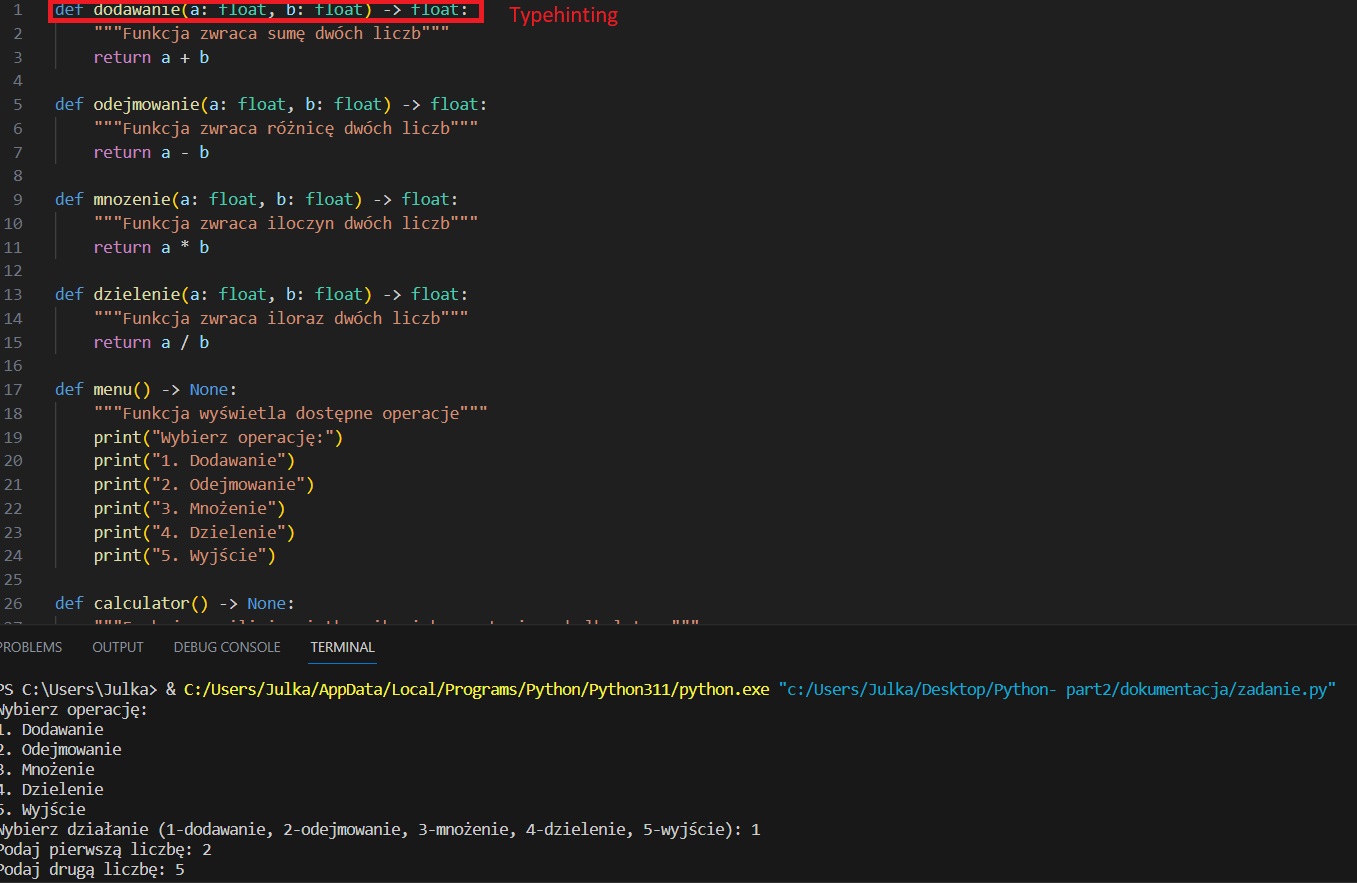 1 def dodawanie(a: float, b: float) -> float: Typehinting
2 """Funkcja zwraca sumę dwóch liczb"""
3 return a + b
4
5 def odejmowanie(a: float, b: float) -> float:
6 """Funkcja zwraca różnicę dwóch liczb"""
7 return a - b
8
9 def mnozenie(a: float, b: float) -> float:
10 """Funkcja zwraca iloczyn dwóch liczb"""
11 return a * b
12
13 def dzielenie(a: float, b: float) -> float:
14 """Funkcja zwraca iloraz dwóch liczb"""
15 return a / b
16
17 def menu() -> None:
18 """Funkcja wyświetla dostępne operacje"""
19 print("Wybierz operację:")
20 print("1. Dodawanie")
21 print("2. Odejmowanie")
22 print("3. Mnożenie")
23 print("4. Dzielenie")
24 print("5. Wyjście")
25
26 def calculator() -> None:
PROBLEMS OUTPUT DEBUG CONSOLE TERMINAL
PS C:\Users\Julka> & C:/Users/Julka/AppData/Local/Programs/Python/Python311/python.exe "c:/Users/Julka/Desktop/Python- part2/dokumentacja/zadanie.py"
Wybierz operację:
1. Dodawanie
2. Odejmowanie
3. Mnożenie
4. Dzielenie
5. Wyjście
Wybierz działanie (1-dodawanie, 2-odejmowanie, 3-mnożenie, 4-dzielenie, 5-wyjście): 1
Podaj pierwszą liczbę: 2
Podaj drugą liczbę: 5